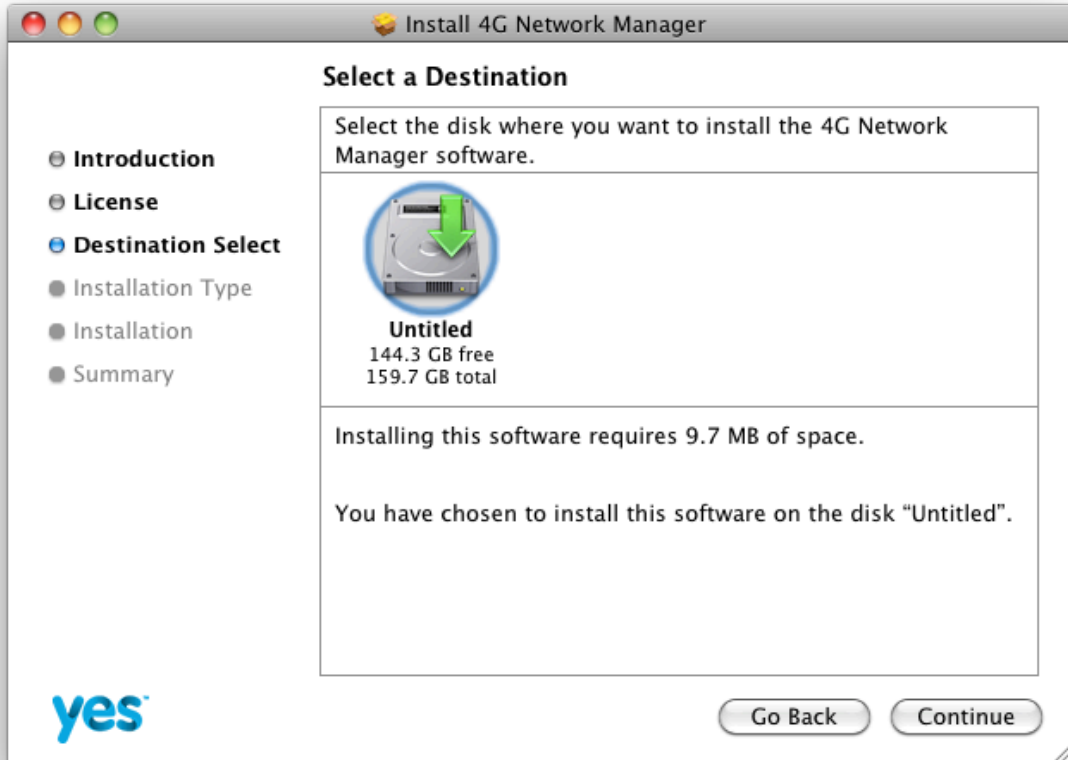 Install 4G Network Manager
Select a Destination
Introduction
License
Destination Select
Installation Type
Installation
Summary
Select the disk where you want to install the 4G Network
Manager software.
Untitled
144.3 GB free
159.7 GB total
Installing this software requires 9.7 MB of space.
You have chosen to install this software on the disk “Untitled”.
yes
Go Back
Continue